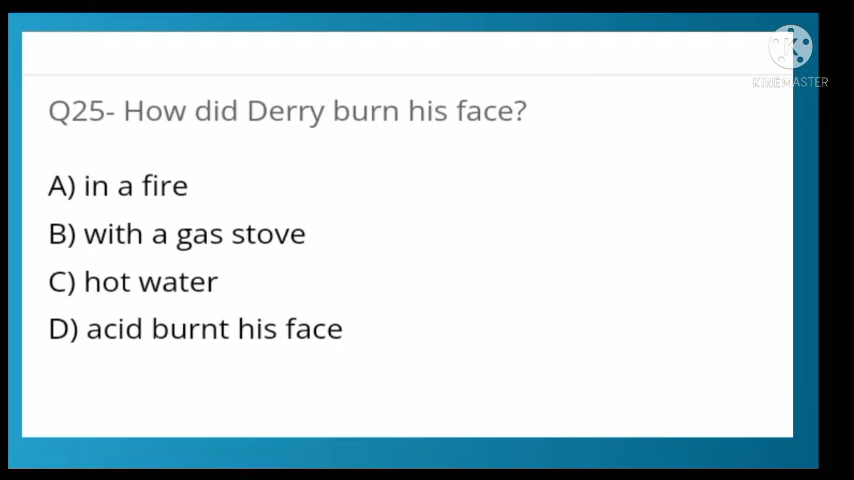 KINEMASTER
Q25- How did Derry burn his face?
A) in a fire
B) with a gas stove
C) hot water
D) acid burnt his face